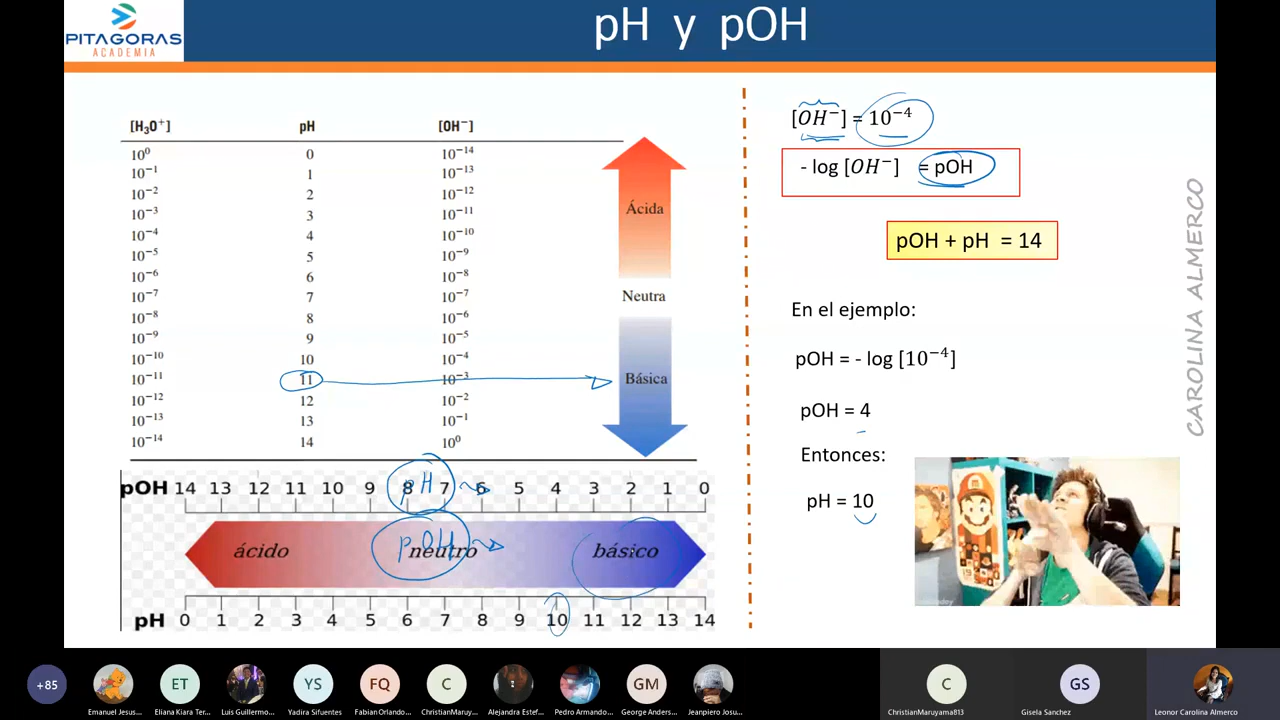 pH y pOH
PITAGORAS
ACADEMIA
[H₃O⁺] pH [OH⁻]
10⁰ 0 10⁻¹⁴
10⁻¹ 1 10⁻¹³
10⁻² 2 10⁻¹²
10⁻³ 3 10⁻¹¹
10⁻⁴ 4 10⁻¹⁰
10⁻⁵ 5 10⁻⁹
10⁻⁶ 6 10⁻⁸
10⁻⁷ 7 10⁻⁷
10⁻⁸ 8 10⁻⁶
10⁻⁹ 9 10⁻⁵
10⁻¹⁰ 10 10⁻⁴
10⁻¹¹ 11 10⁻³
10⁻¹² 12 10⁻²
10⁻¹³ 13 10⁻¹
10⁻¹⁴ 14 10⁰
Ácida
Neutra
Básica
pOH 14 13 12 11 10 9 8 7 6 5 4 3 2 1 0
pH
ácido neutro básico
pOH
pH 0 1 2 3 4 5 6 7 8 9 10 11 12 13 14
[OH⁻] = 10⁻⁴
- log [OH⁻] = pOH
pOH + pH = 14
En el ejemplo:
pOH = - log [10⁻⁴]
pOH = 4
Entonces:
pH = 10
CAROLINA ALMERCO
+85
ET
YS
FQ
C
GM
C
GS
Emanuel Jesus...
Eliana Kiara Ter...
Luis Guillermo...
Yadira Sifuentes
Fabian Orlando...
ChristianMaruy...
Alejandra Estef...
Pedro Armando...
George Anders...
Jeanpiero Josu...
ChristianMaruyama813
Gisela Sanchez
Leonor Carolina Almerco